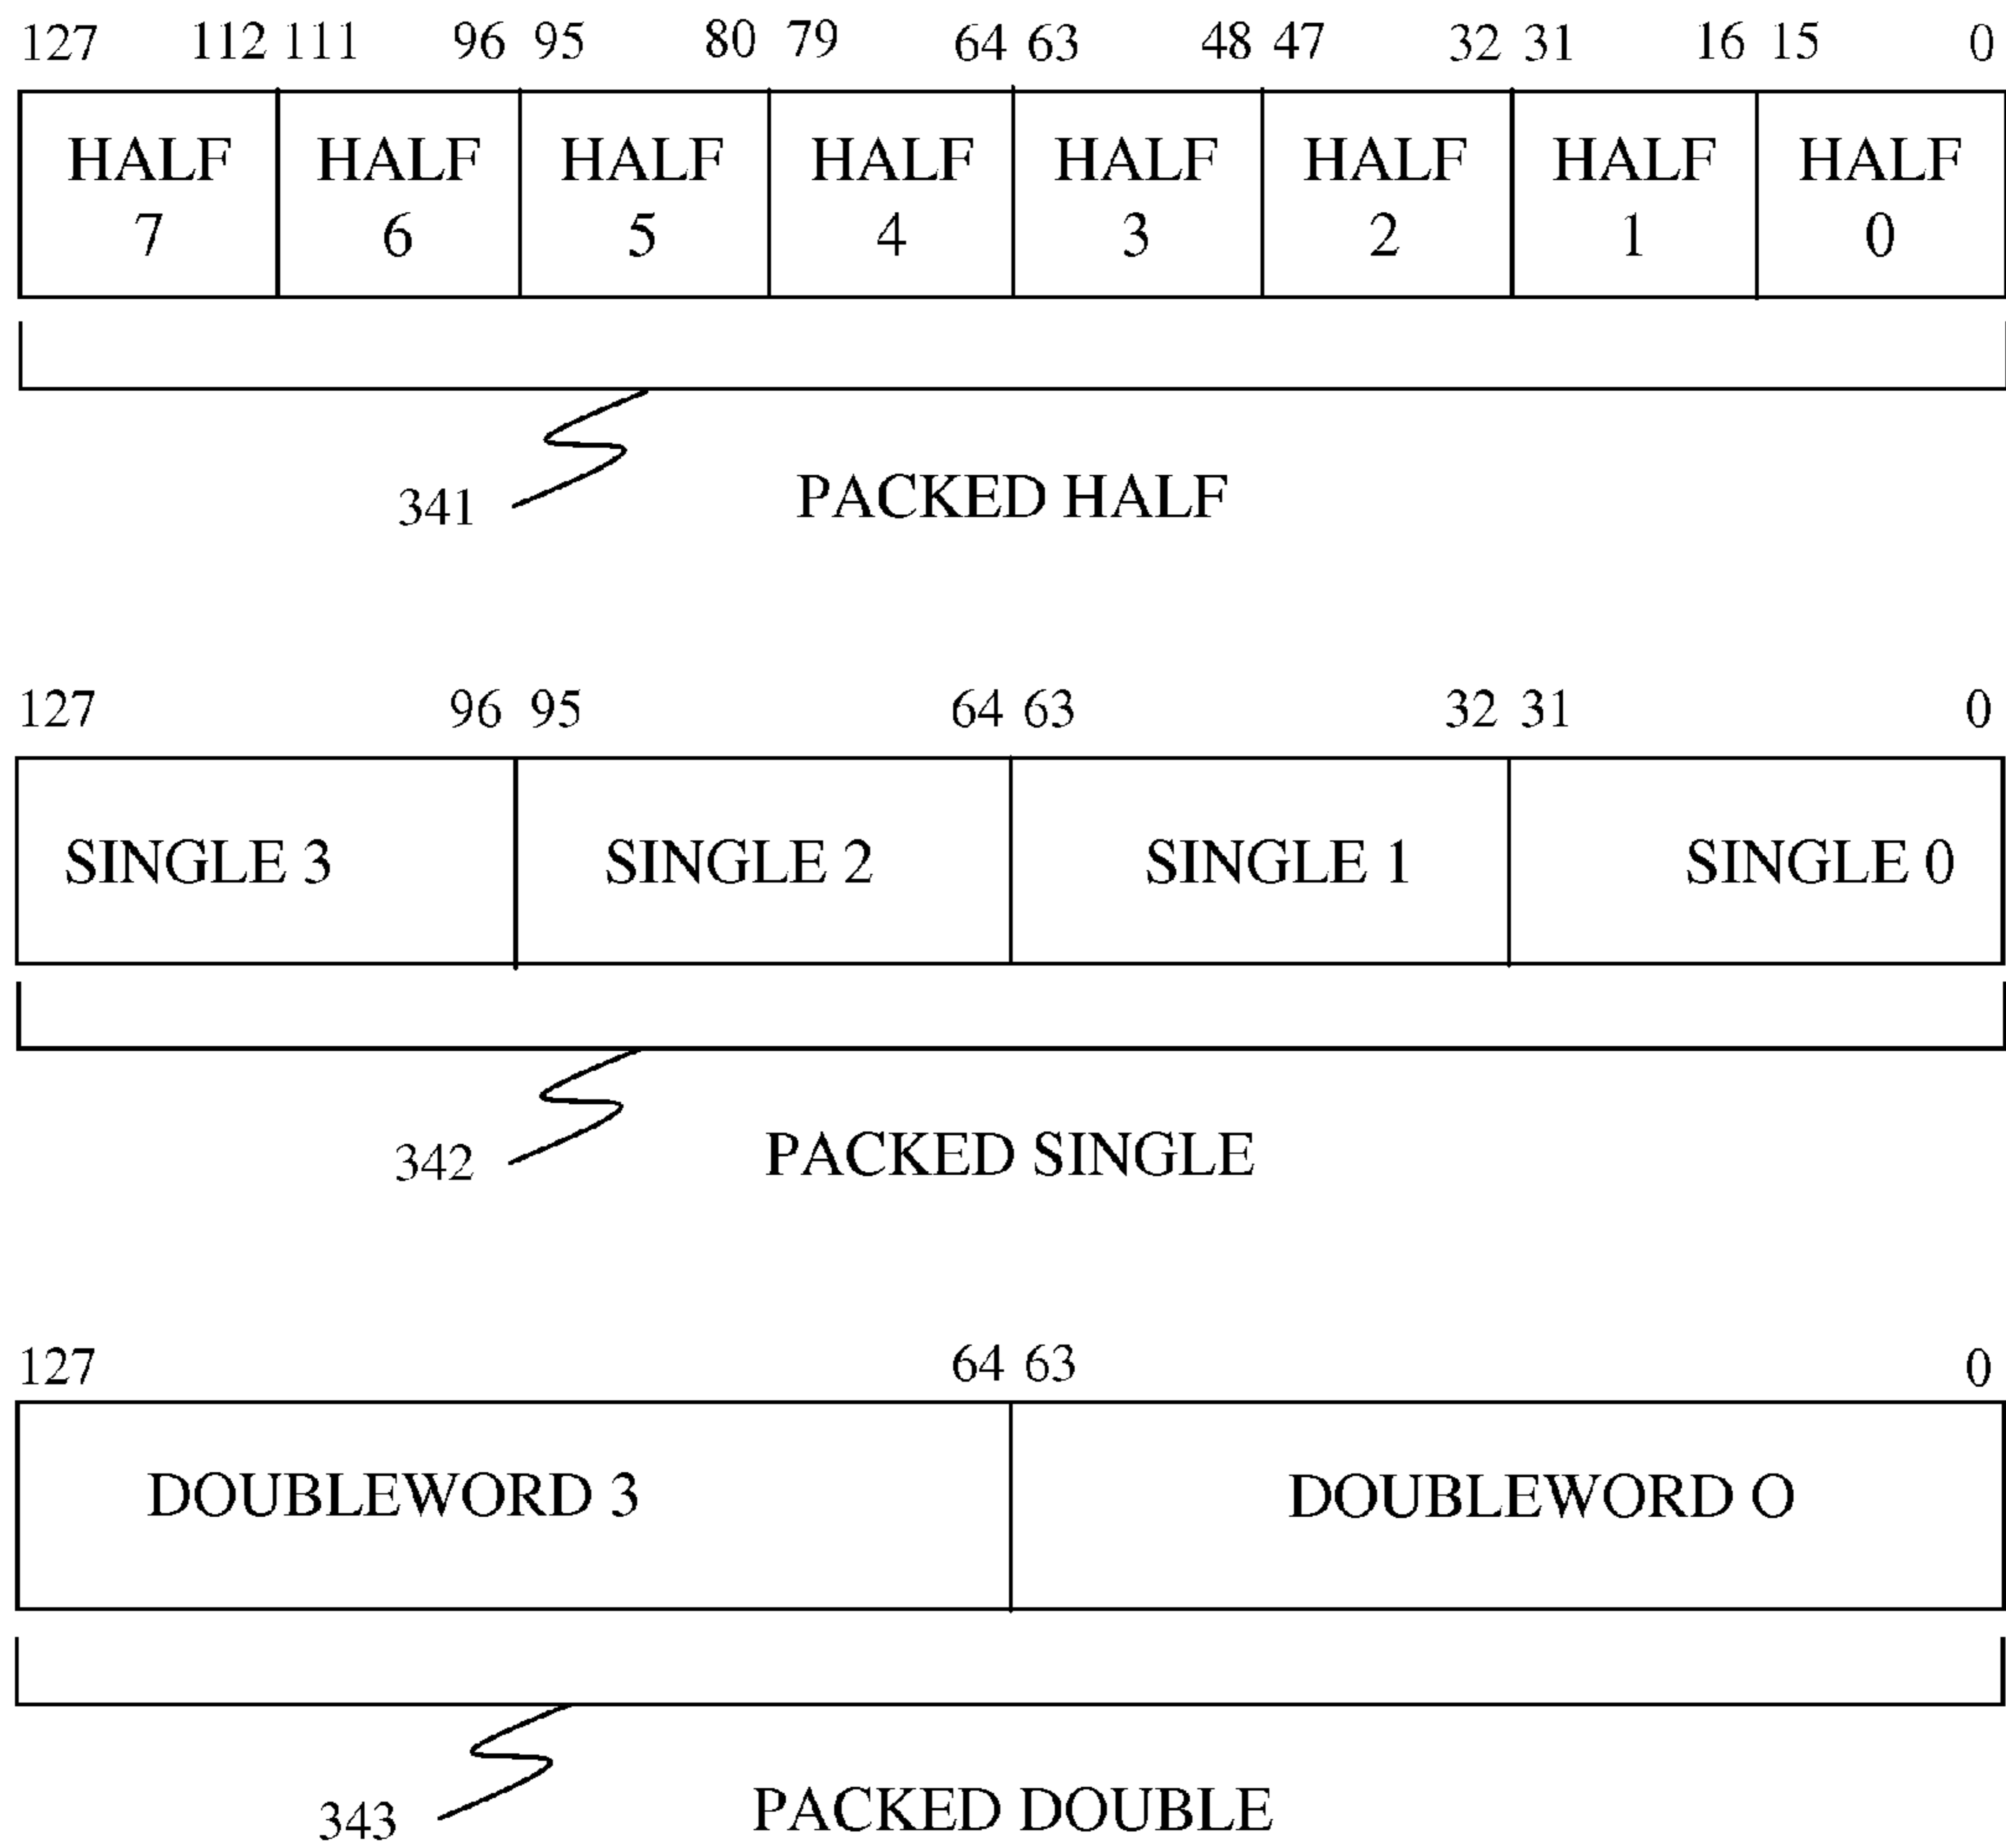 127 112 111 96 95 80 79 64 63 48 47 32 31 16 15 0
HALF HALF HALF HALF HALF HALF HALF HALF
7 6 5 4 3 2 1 0
341 PACKED HALF
127 96 95 64 63 32 31 0
SINGLE 3 SINGLE 2 SINGLE 1 SINGLE 0
342 PACKED SINGLE
127 64 63 0
DOUBLEWORD 3 DOUBLEWORD O
343 PACKED DOUBLE